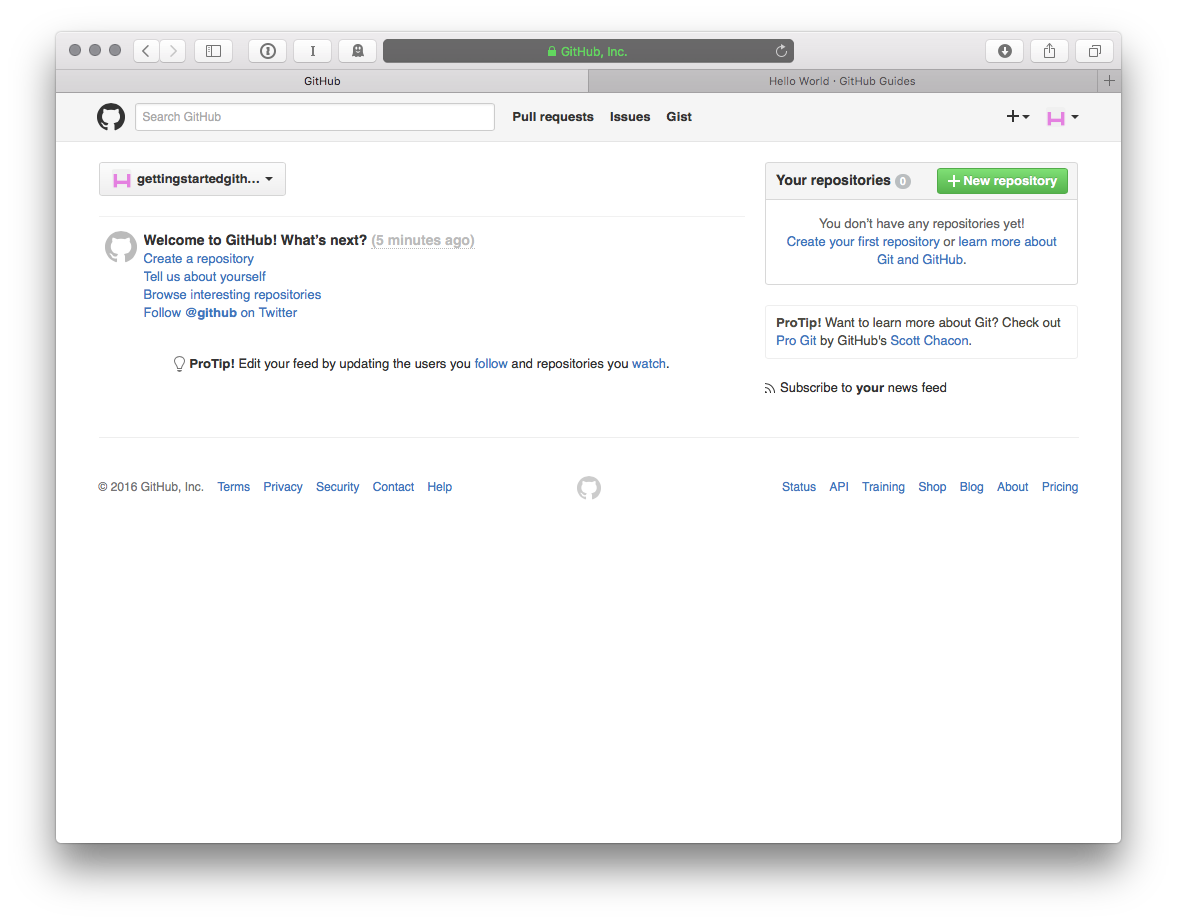 GitHub, Inc.
GitHub
Hello World · GitHub Guides
Search GitHub
Pull requests Issues Gist
gettingstartedgith...
Welcome to GitHub! What's next? (5 minutes ago)
Create a repository
Tell us about yourself
Browse interesting repositories
Follow @github on Twitter
ProTip! Edit your feed by updating the users you follow and repositories you watch.
Your repositories 0 New repository
You don't have any repositories yet!
Create your first repository or learn more about
Git and GitHub.
ProTip! Want to learn more about Git? Check out
Pro Git by GitHub's Scott Chacon.
Subscribe to your news feed
© 2016 GitHub, Inc. Terms Privacy Security Contact Help
Status API Training Shop Blog About Pricing